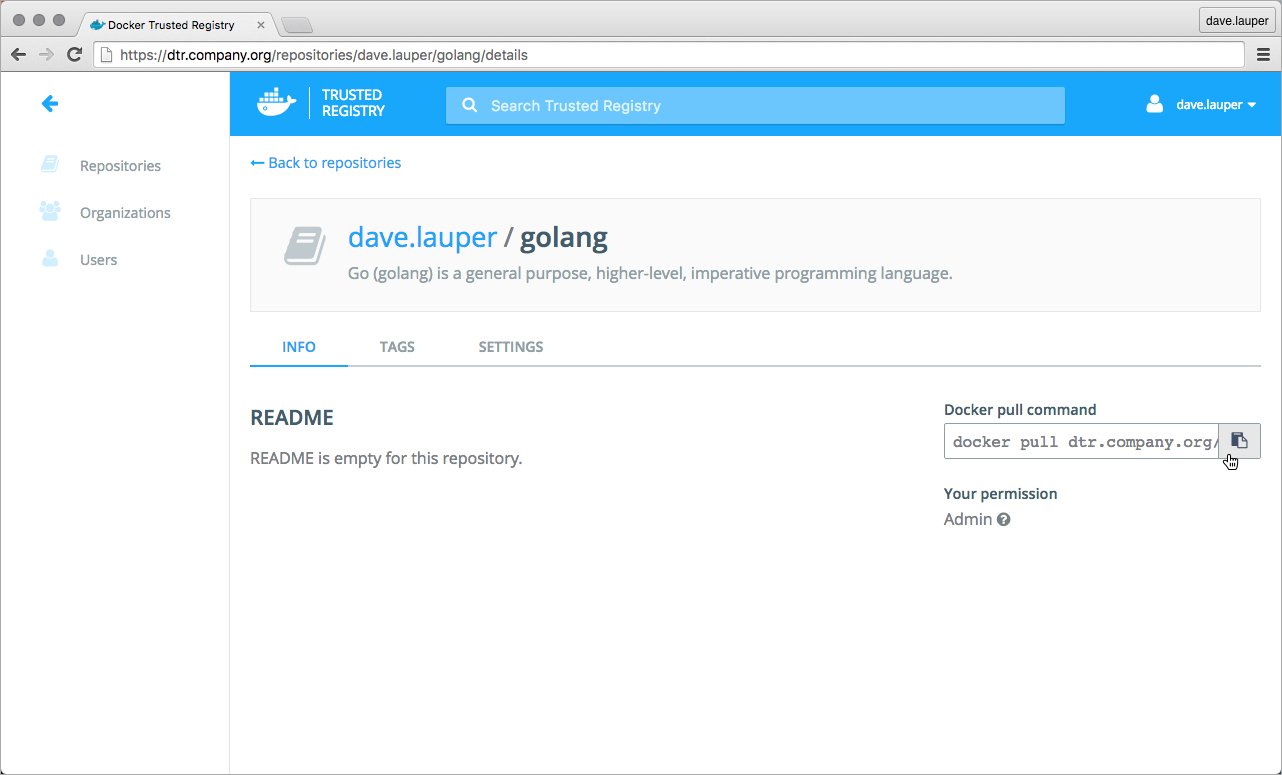 Docker Trusted Registry
dave.lauper
https://dtr.company.org/repositories/dave.lauper/golang/details
TRUSTED
REGISTRY
Search Trusted Registry
dave.lauper
Repositories
Organizations
Users
Back to repositories
dave.lauper / golang
Go (golang) is a general purpose, higher-level, imperative programming language.
INFO TAGS SETTINGS
README
README is empty for this repository.
Docker pull command
docker pull dtr.company.org/
Your permission
Admin